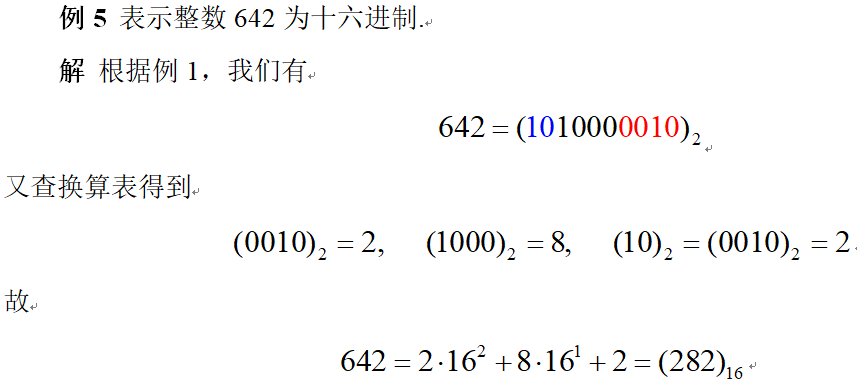 例 5 表示整数 642 为十六进制.
解 根据例 1，我们有
642 = (1010000010)₂
又查换算表得到
(0010)₂ = 2, (1000)₂ = 8, (10)₂ = (0010)₂ = 2
故
642 = 2·16² + 8·16¹ + 2 = (282)₁₆